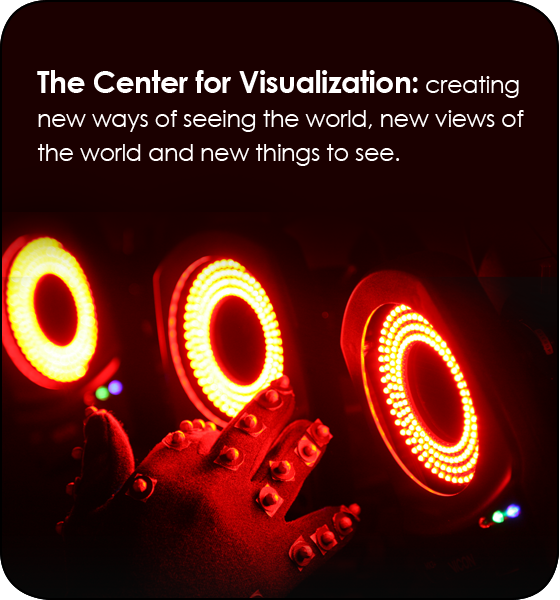 The Center for Visualization: creating
new ways of seeing the world, new views of
the world and new things to see.